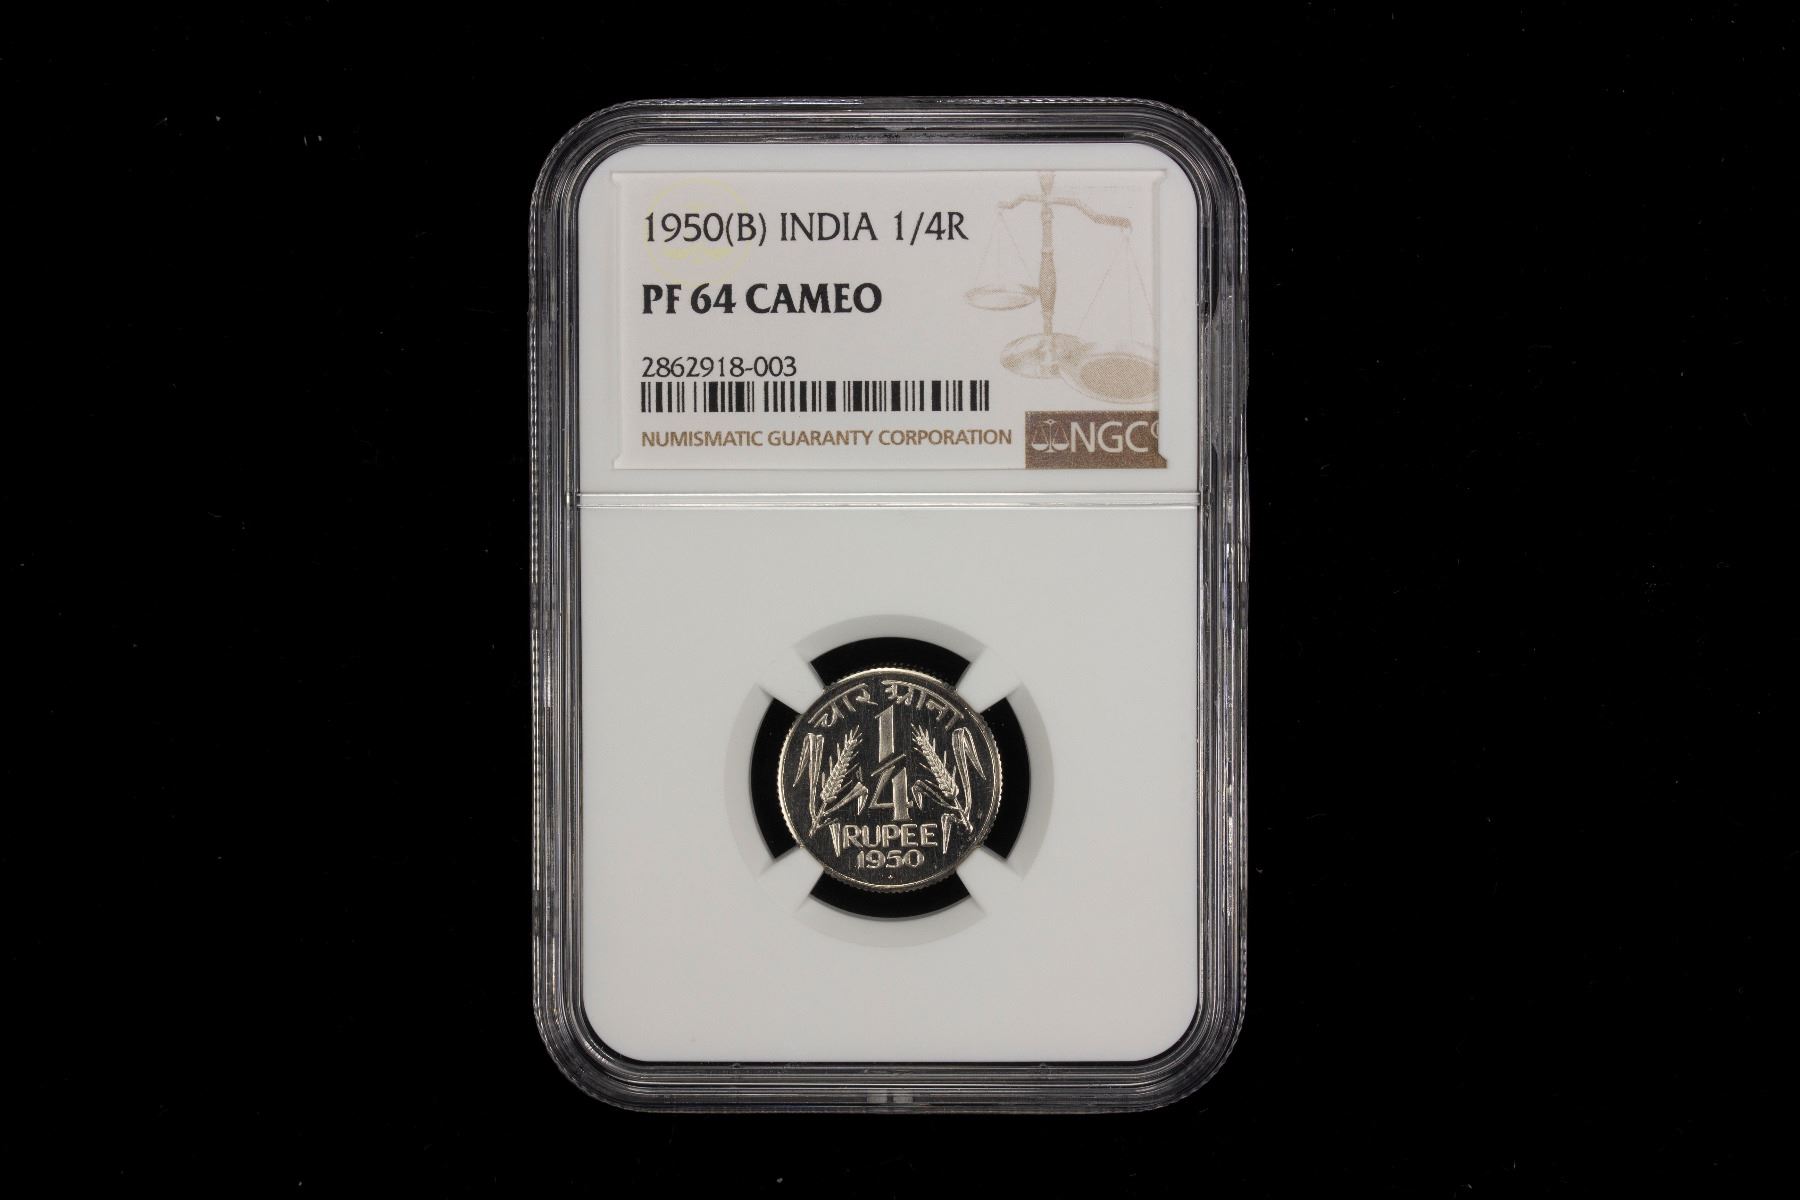 1950(B) INDIA 1/4R
PF 64 CAMEO
2862918-003
NUMISMATIC GUARANTY CORPORATION
NGC
चार आना
1/4
RUPEE
1950